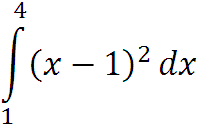 ∫₁⁴ (x − 1)² dx